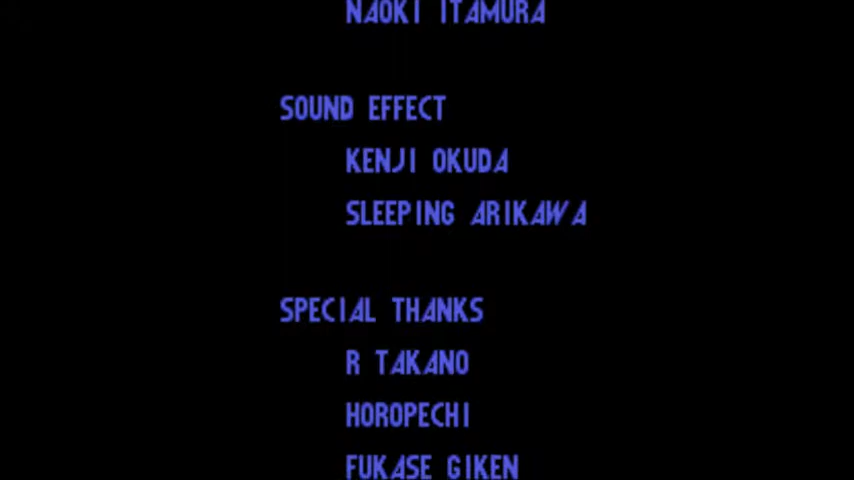 NAOKI ITAMURA
SOUND EFFECT
KENJI OKUDA
SLEEPING ARIKAWA
SPECIAL THANKS
R TAKANO
HOROPECHI
FUKASE GIKEN